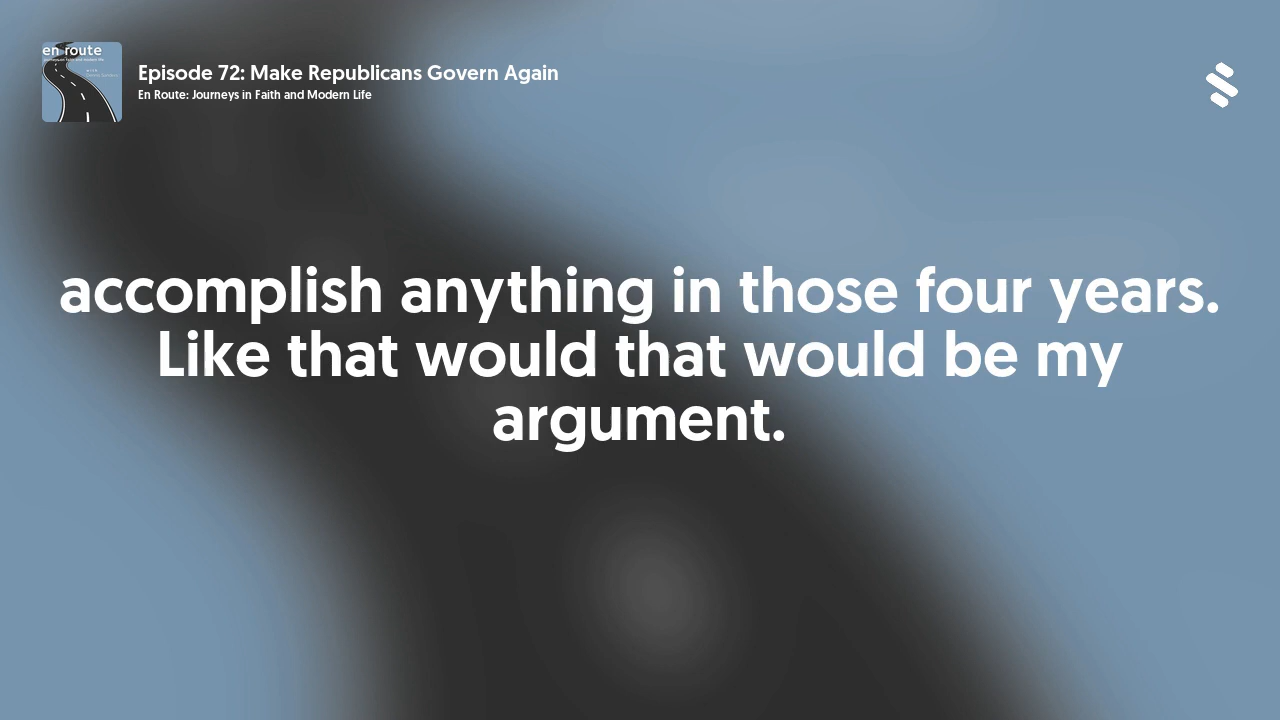 en route
Episode 72: Make Republicans Govern Again
En Route: Journeys in Faith and Modern Life
accomplish anything in those four years.
Like that would that would be my
argument.